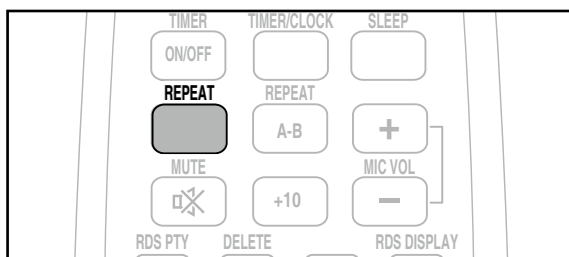 TIMER TIMER/CLOCK SLEEP
ON/OFF
REPEAT REPEAT
A-B +
MUTE MIC VOL
+10 −
RDS PTY DELETE RDS DISPLAY